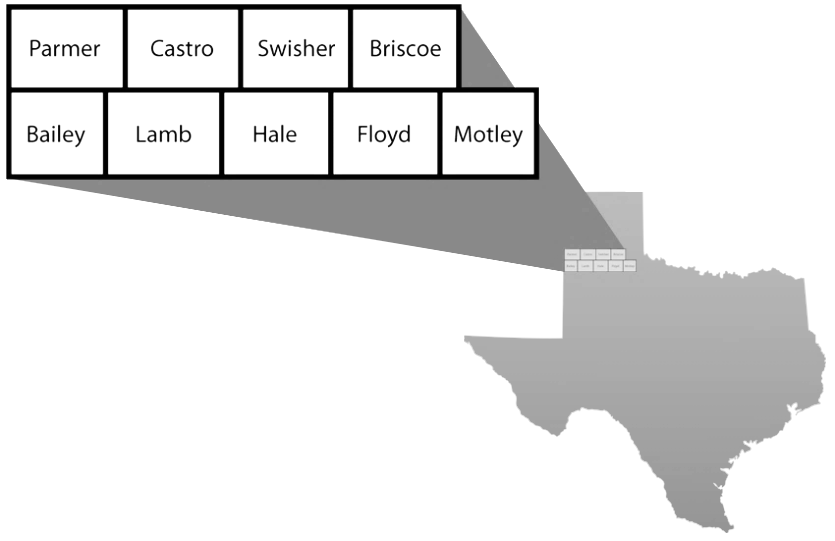 Parmer Castro Swisher Briscoe
Bailey Lamb Hale Floyd Motley